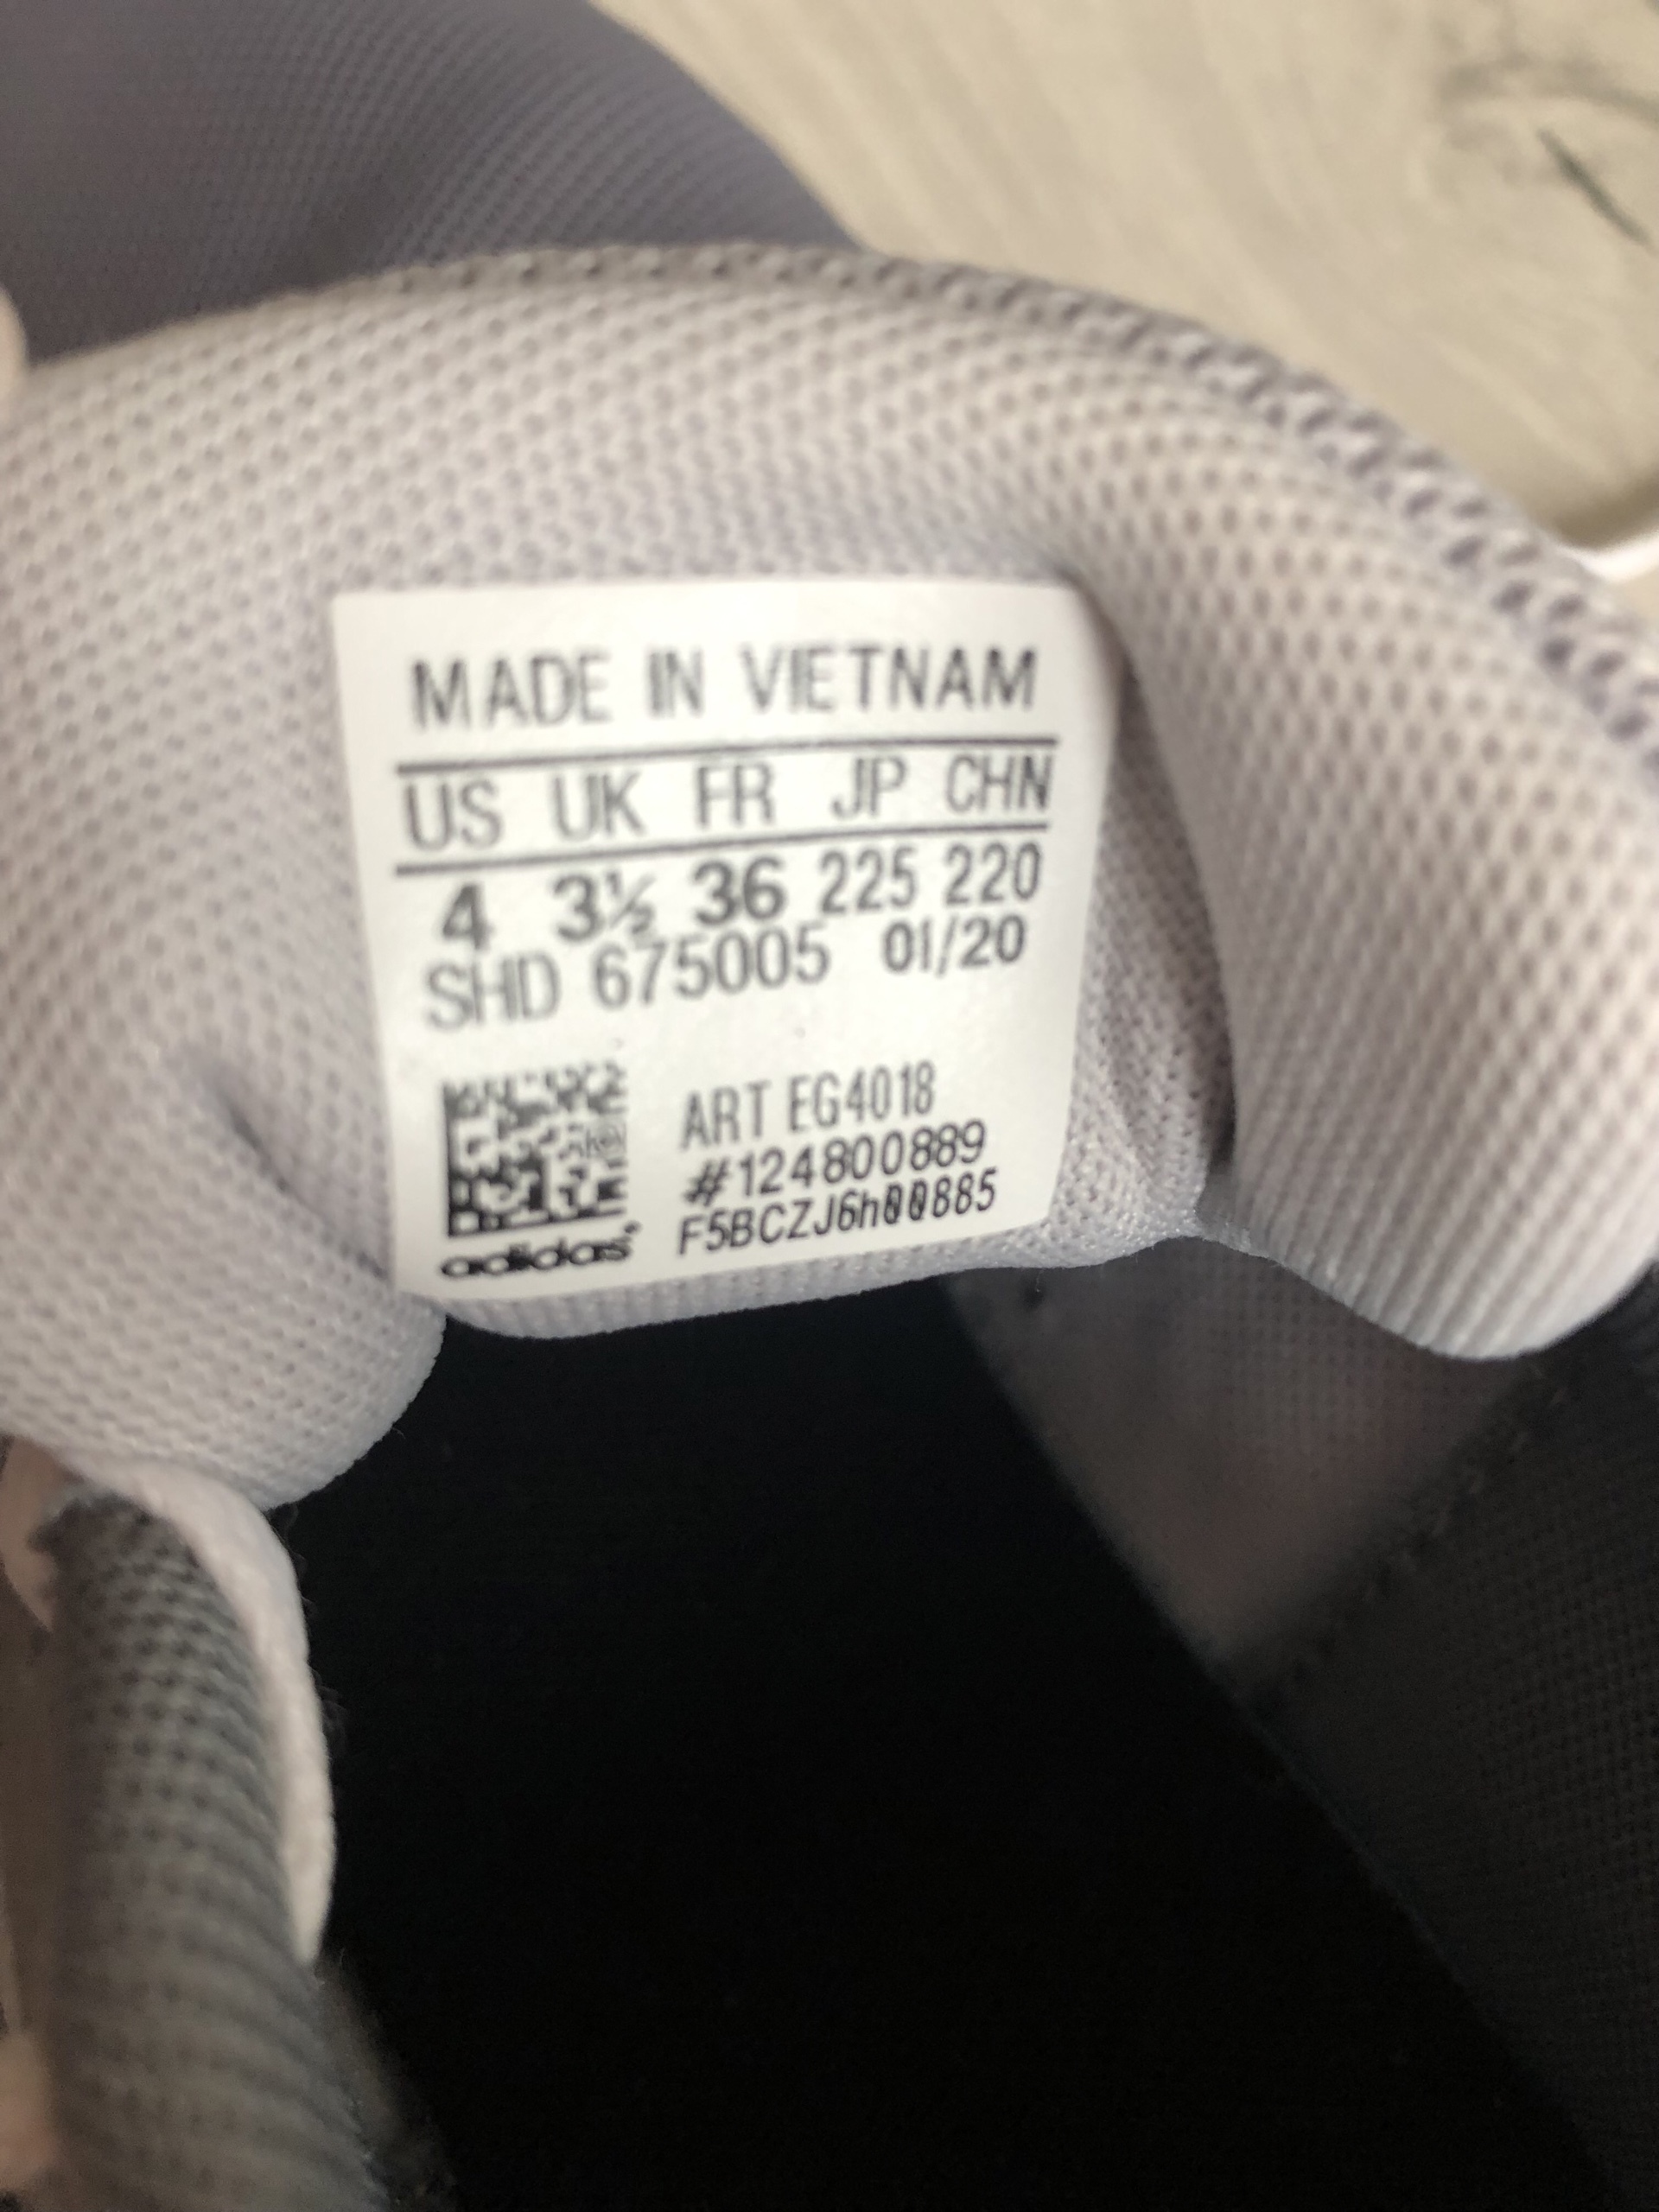 MADE IN VIETNAM
US UK FR JP CHN
4 3½ 36 225 220
SHD 675005 01/20
ART EG4018
#124800889
F5BCZJ6h00885
adidas